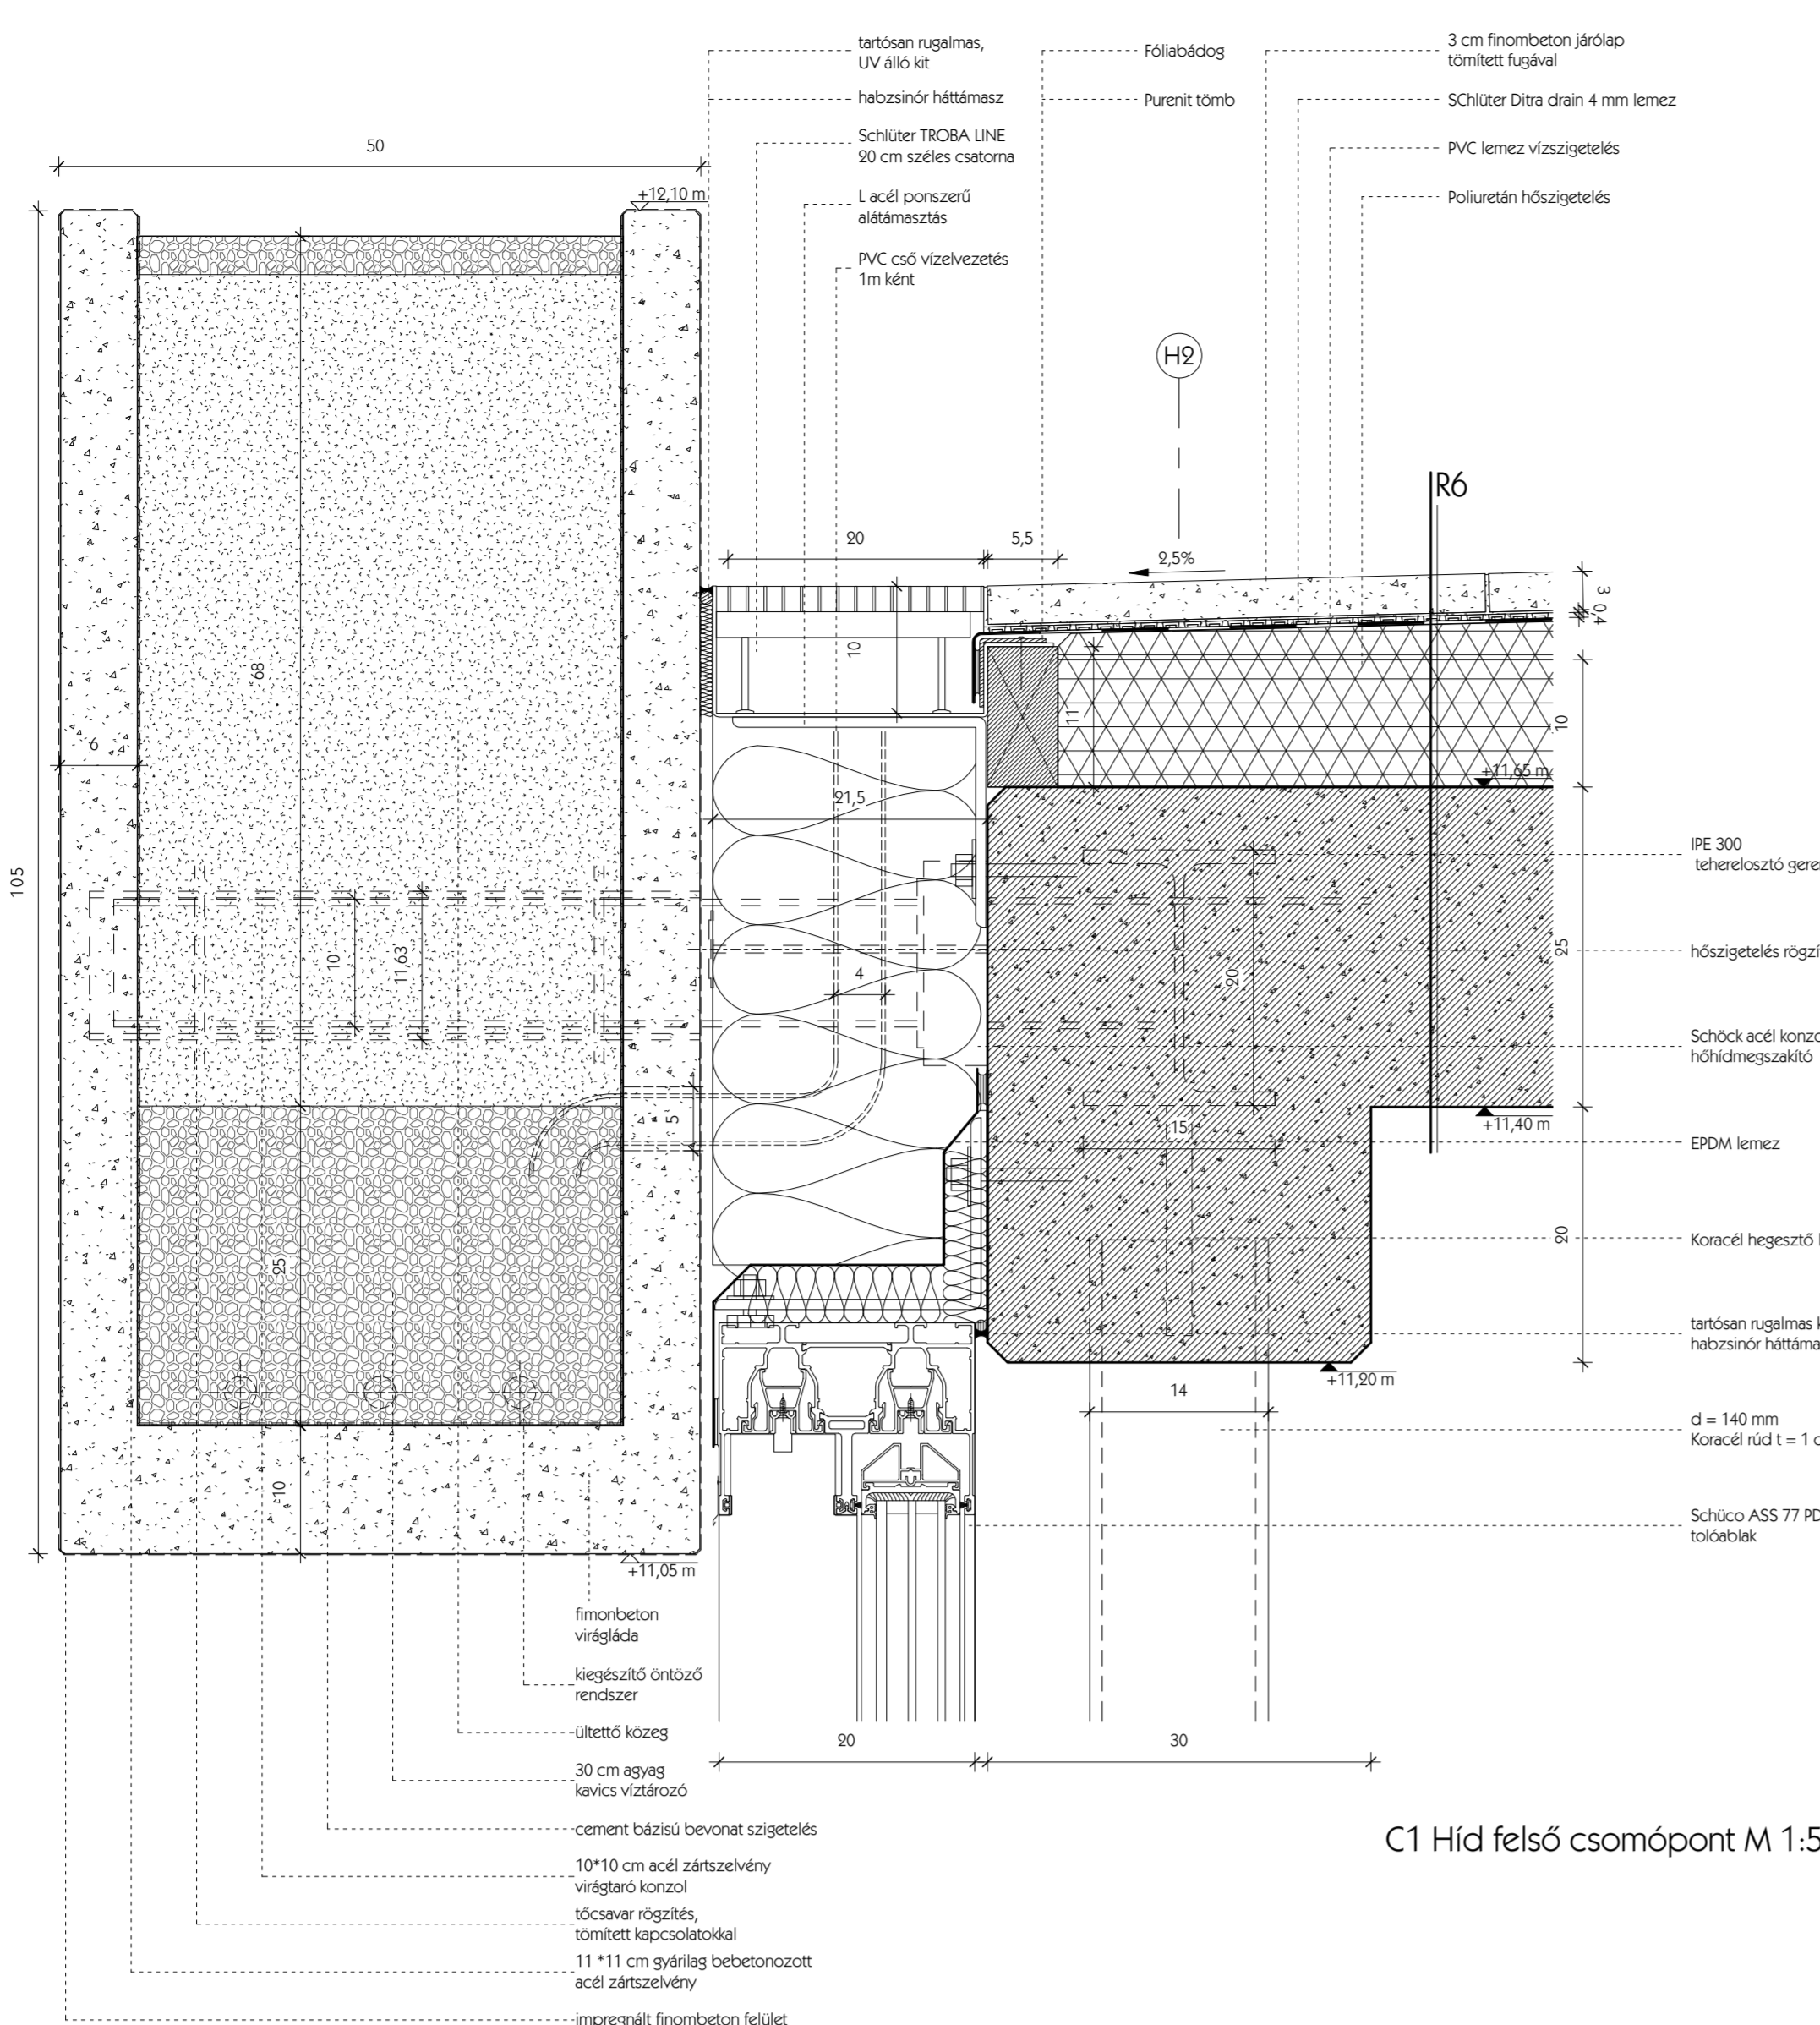 tartósan rugalmas,
UV álló kit
habzsinór háttámasz
Schlüter TROBA LINE
20 cm széles csatorna
L acél ponszerű
alátámasztás
PVC cső vízelvezetés
1m ként
Fóliabádog
Purenit tömb
3 cm finombeton járólap
tömített fugával
SChlüter Ditra drain 4 mm lemez
PVC lemez vízszigetelés
Poliuretán hőszigetelés
50
+12,10 m
H2
R6
20
5,5
2,5%
3
0,4
10
11
10
68
6
+11,65 m
21,5
105
10
11,63
4
20
25
15
5
+11,40 m
25
20
10
14
+11,20 m
+11,05 m
20
30
IPE 300
teherelosztó
hőszigetelés
Schöck acél
hőhídmegszakító
EPDM lemez
Koracél hegesztő
tartósan rugalmas
habzsinór
d = 140 mm
Koracél rúd t = 1
Schüco ASS 77
tolóablak
fimonbeton
virágláda
kiegészítő öntöző
rendszer
ültettő közeg
30 cm agyag
kavics víztározó
cement bázisú bevonat szigetelés
10*10 cm acél zártszelvény
virágtaró konzol
tőcsavar rögzítés,
tömített kapcsolatokkal
11 *11 cm gyárilag bebetonozott
acél zártszelvény
impregnált finombeton felület
C1 Híd felső csomópont M 1:5